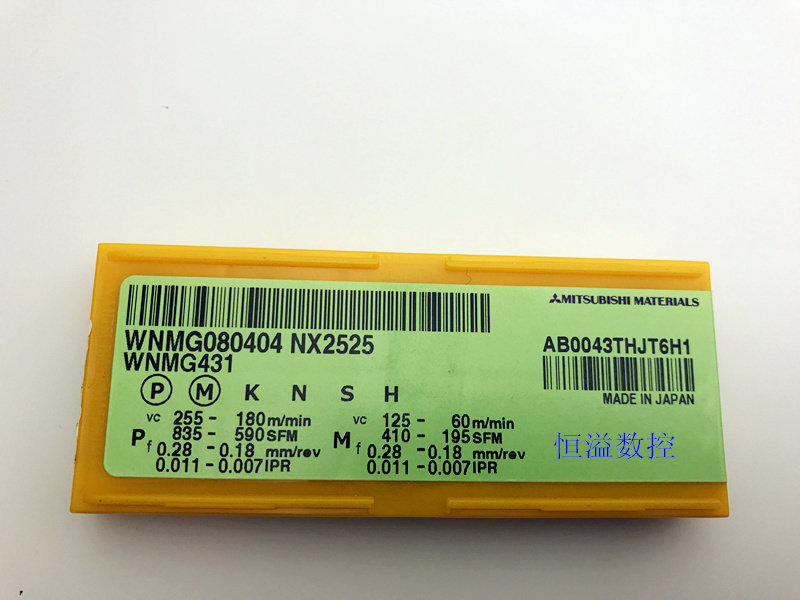 MITSUBISHI MATERIALS
WNMG080404 NX2525
WNMG431
AB0043THJT6H1
MADE IN JAPAN
P M K N S H
P vc 255 - 180 m/min
835 - 590 SFM
f 0.28 - 0.18 mm/rev
0.011 - 0.007 IPR
M vc 125 - 60 m/min
410 - 195 SFM
f 0.28 - 0.18 mm/rev
0.011 - 0.007 IPR
恒溢数控